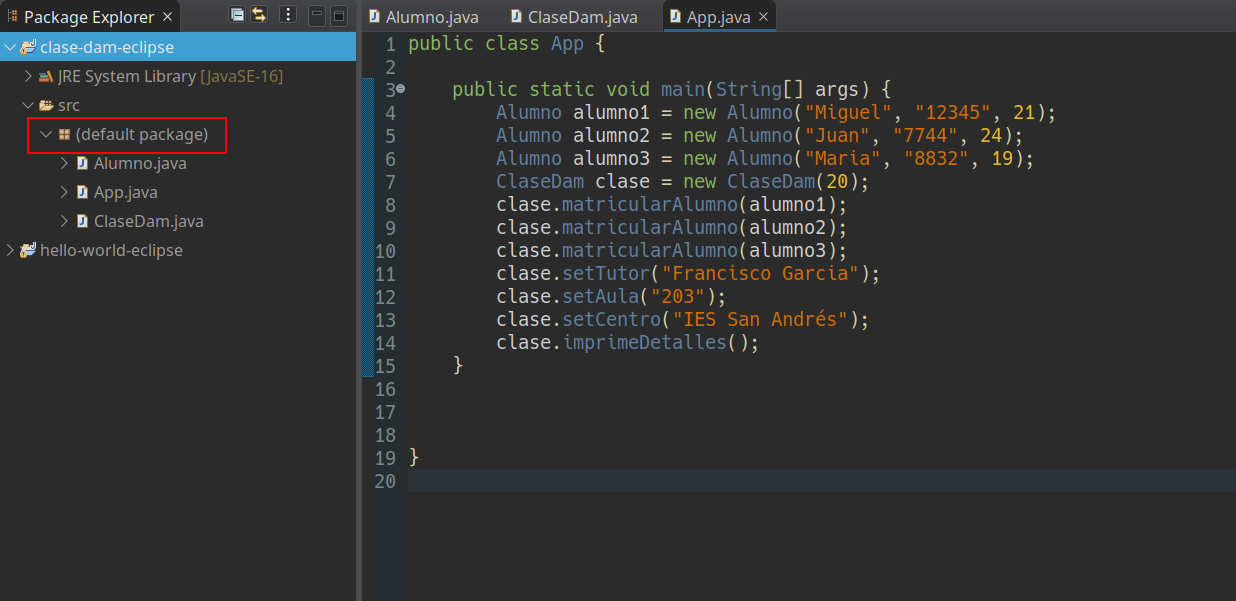 Package Explorer
clase-dam-eclipse
JRE System Library [JavaSE-16]
src
(default package)
Alumno.java
App.java
ClaseDam.java
hello-world-eclipse
Alumno.java ClaseDam.java App.java
1 public class App {
2
3 public static void main(String[] args) {
4 Alumno alumno1 = new Alumno("Miguel", "12345", 21);
5 Alumno alumno2 = new Alumno("Juan", "7744", 24);
6 Alumno alumno3 = new Alumno("Maria", "8832", 19);
7 ClaseDam clase = new ClaseDam(20);
8 clase.matricularAlumno(alumno1);
9 clase.matricularAlumno(alumno2);
10 clase.matricularAlumno(alumno3);
11 clase.setTutor("Francisco Garcia");
12 clase.setAula("203");
13 clase.setCentro("IES San Andrés");
14 clase.imprimeDetalles();
15 }
16
17
18
19 }
20